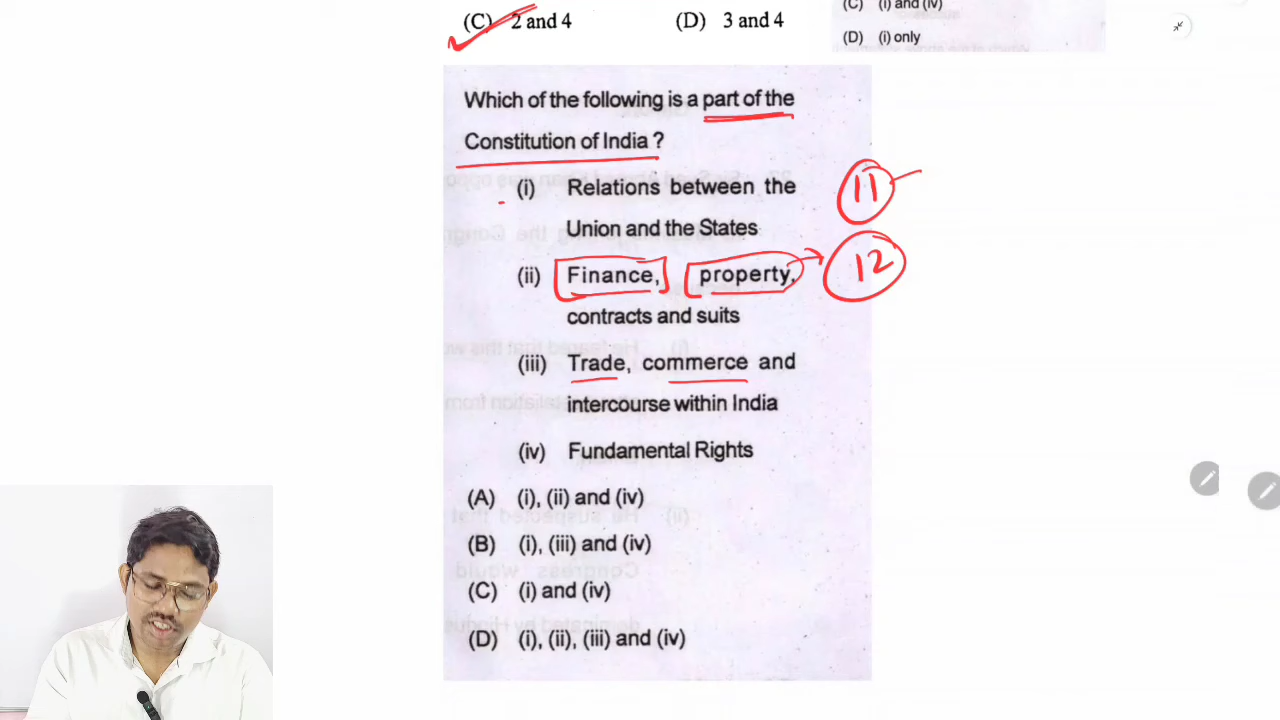 (C) 2 and 4 (D) 3 and 4
(C) (i) and (iv)
(D) (i) only
Which of the following is a part of the
Constitution of India ?
(i) Relations between the
Union and the States
11
(ii) Finance, property,
contracts and suits
12
(iii) Trade, commerce and
intercourse within India
(iv) Fundamental Rights
(A) (i), (ii) and (iv)
(B) (i), (iii) and (iv)
(C) (i) and (iv)
(D) (i), (ii), (iii) and (iv)